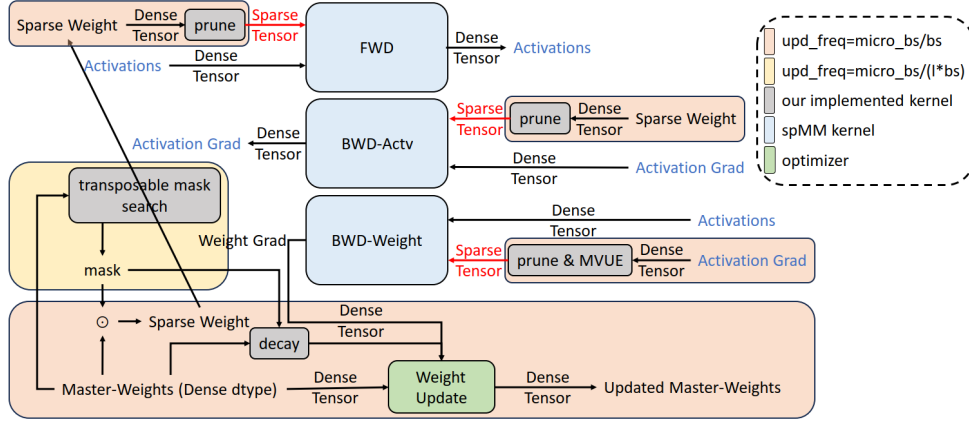 Sparse Weight
Dense
Tensor
prune
Sparse
Tensor
FWD
Dense
Tensor
Activations
Activations
Dense
Tensor
upd_freq=micro_bs/bs
upd_freq=micro_bs/(l*bs)
our implemented kernel
spMM kernel
optimizer
Activation Grad
Dense
Tensor
BWD-Actv
Sparse
Tensor
prune
Dense
Tensor
Sparse Weight
Dense
Tensor
Activation Grad
transposable mask
search
mask
Weight Grad
BWD-Weight
Dense
Tensor
Activations
Sparse
Tensor
prune & MVUE
Dense
Tensor
Activation Grad
⊙
Sparse Weight
decay
Dense
Tensor
Master-Weights (Dense dtype)
Dense
Tensor
Weight
Update
Dense
Tensor
Updated Master-Weights